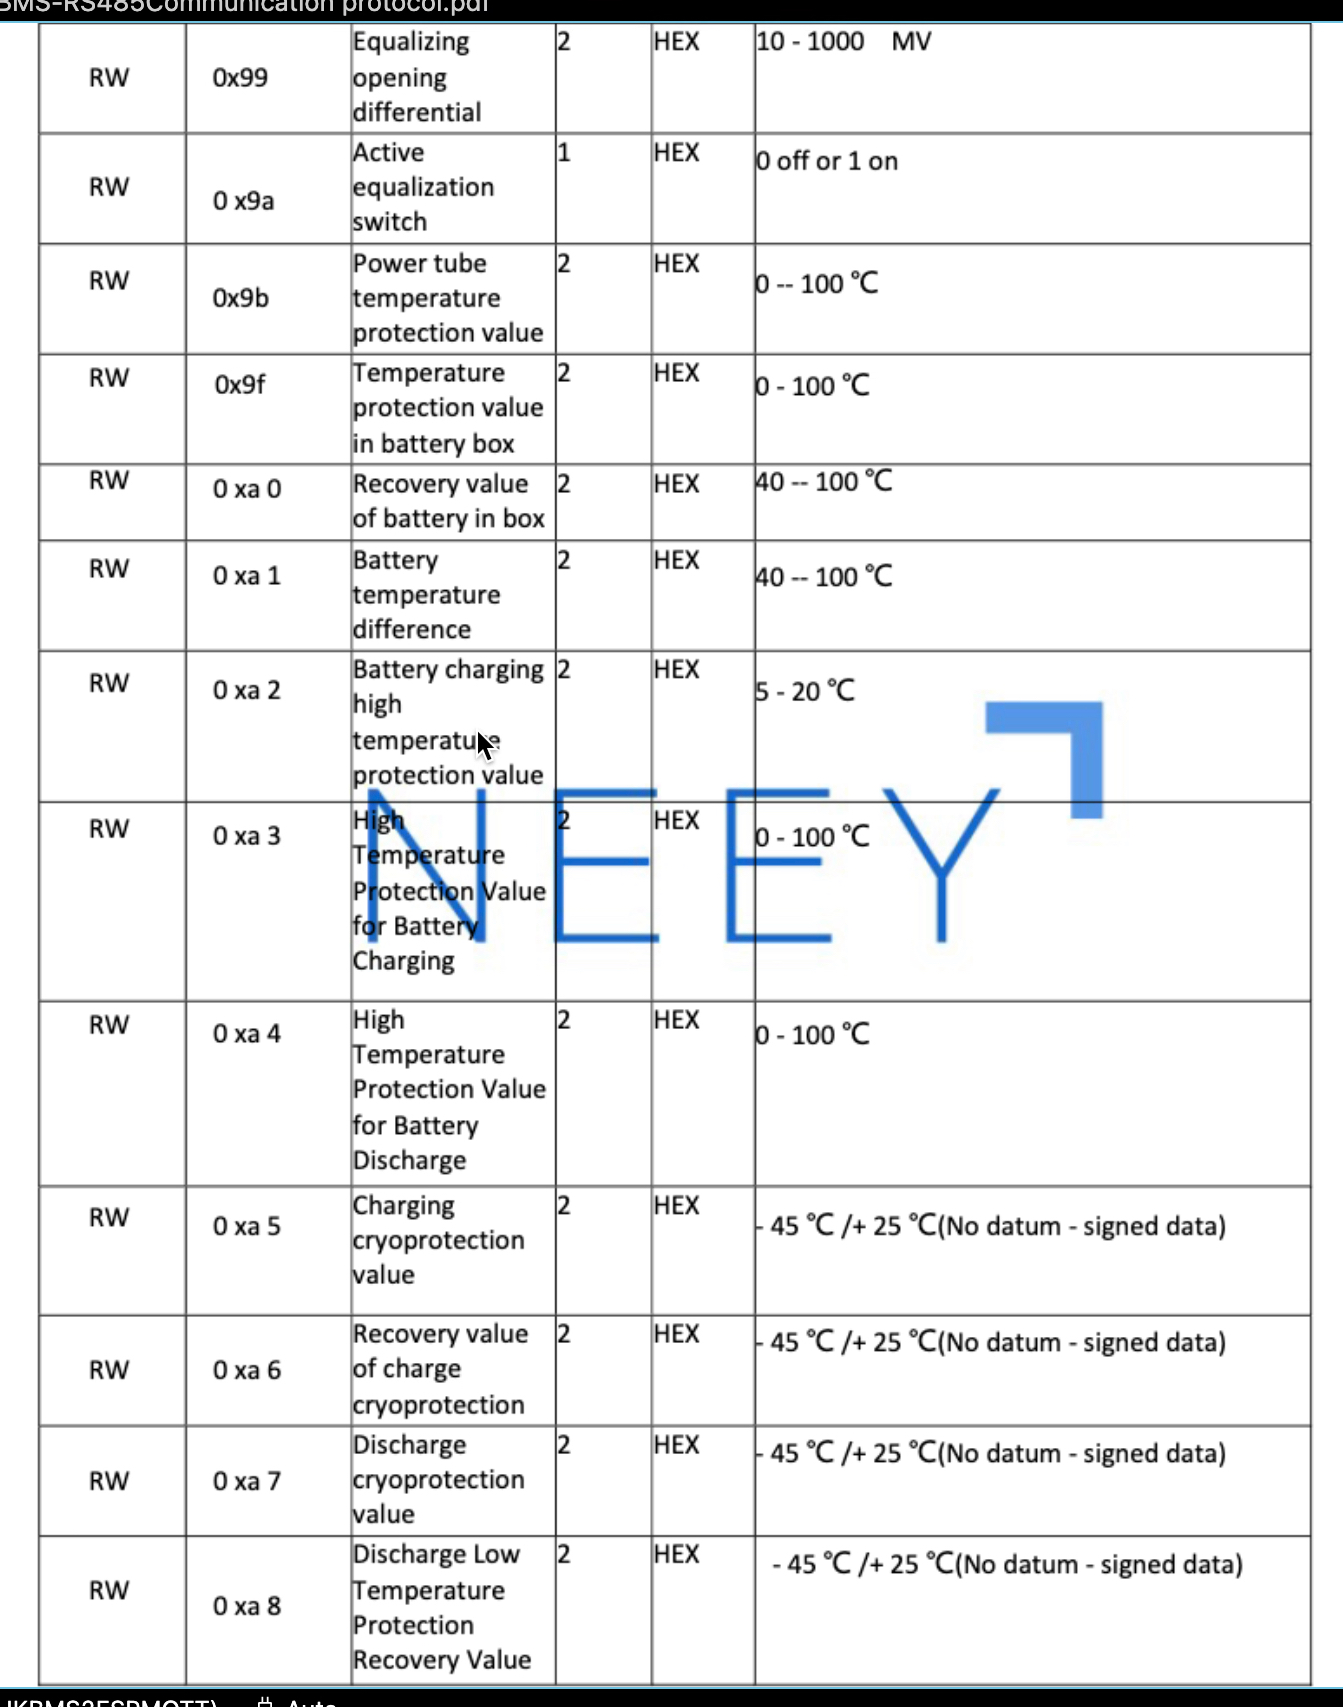 BMS-RS485Communication protocol.pdf
RW 0x99 Equalizing 2 HEX 10 - 1000 MV
opening
differential
RW 0 x9a Active 1 HEX 0 off or 1 on
equalization
switch
RW 0x9b Power tube 2 HEX 0 -- 100 ℃
temperature
protection value
RW 0x9f Temperature 2 HEX 0 - 100 ℃
protection value
in battery box
RW 0 xa 0 Recovery value 2 HEX 40 -- 100 ℃
of battery in box
RW 0 xa 1 Battery 2 HEX 40 -- 100 ℃
temperature
difference
RW 0 xa 2 Battery charging 2 HEX 5 - 20 ℃
high
temperature
protection value
NEEY
RW 0 xa 3 High 2 HEX 0 - 100 ℃
Temperature
Protection Value
for Battery
Charging
RW 0 xa 4 High 2 HEX 0 - 100 ℃
Temperature
Protection Value
for Battery
Discharge
RW 0 xa 5 Charging 2 HEX - 45 ℃ /+ 25 ℃(No datum - signed data)
cryoprotection
value
RW 0 xa 6 Recovery value 2 HEX - 45 ℃ /+ 25 ℃(No datum - signed data)
of charge
cryoprotection
RW 0 xa 7 Discharge 2 HEX - 45 ℃ /+ 25 ℃(No datum - signed data)
cryoprotection
value
RW 0 xa 8 Discharge Low 2 HEX - 45 ℃ /+ 25 ℃(No datum - signed data)
Temperature
Protection
Recovery Value
Auto